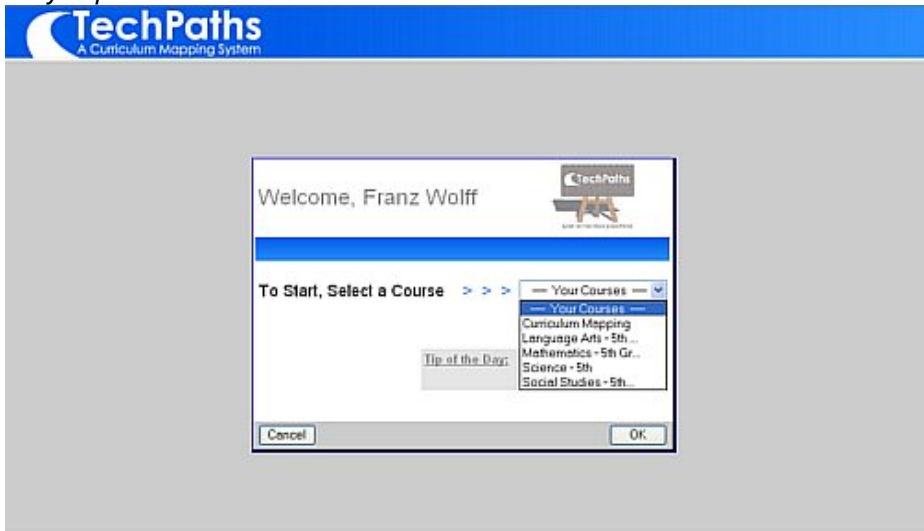 TechPaths
A Curriculum Mapping System
Welcome, Franz Wolff
TechPaths
To Start, Select a Course > > >
— Your Courses —
— Your Courses —
Curriculum Mapping
Language Arts - 5th ...
Mathematics - 5th Gr...
Science - 5th
Social Studies - 5th...
Tip of the Day:
Cancel
OK